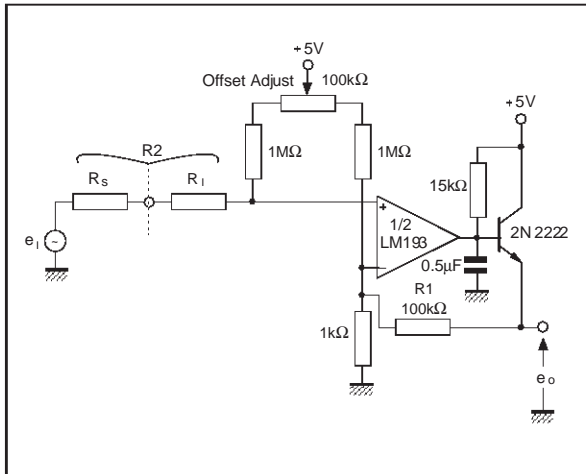 +5V
Offset Adjust 100kΩ
+5V
R2
1MΩ
1MΩ
15kΩ
Rs
RI
+
1/2
LM193
2N2222
eI
~
0.5µF
R1
100kΩ
1kΩ
eo